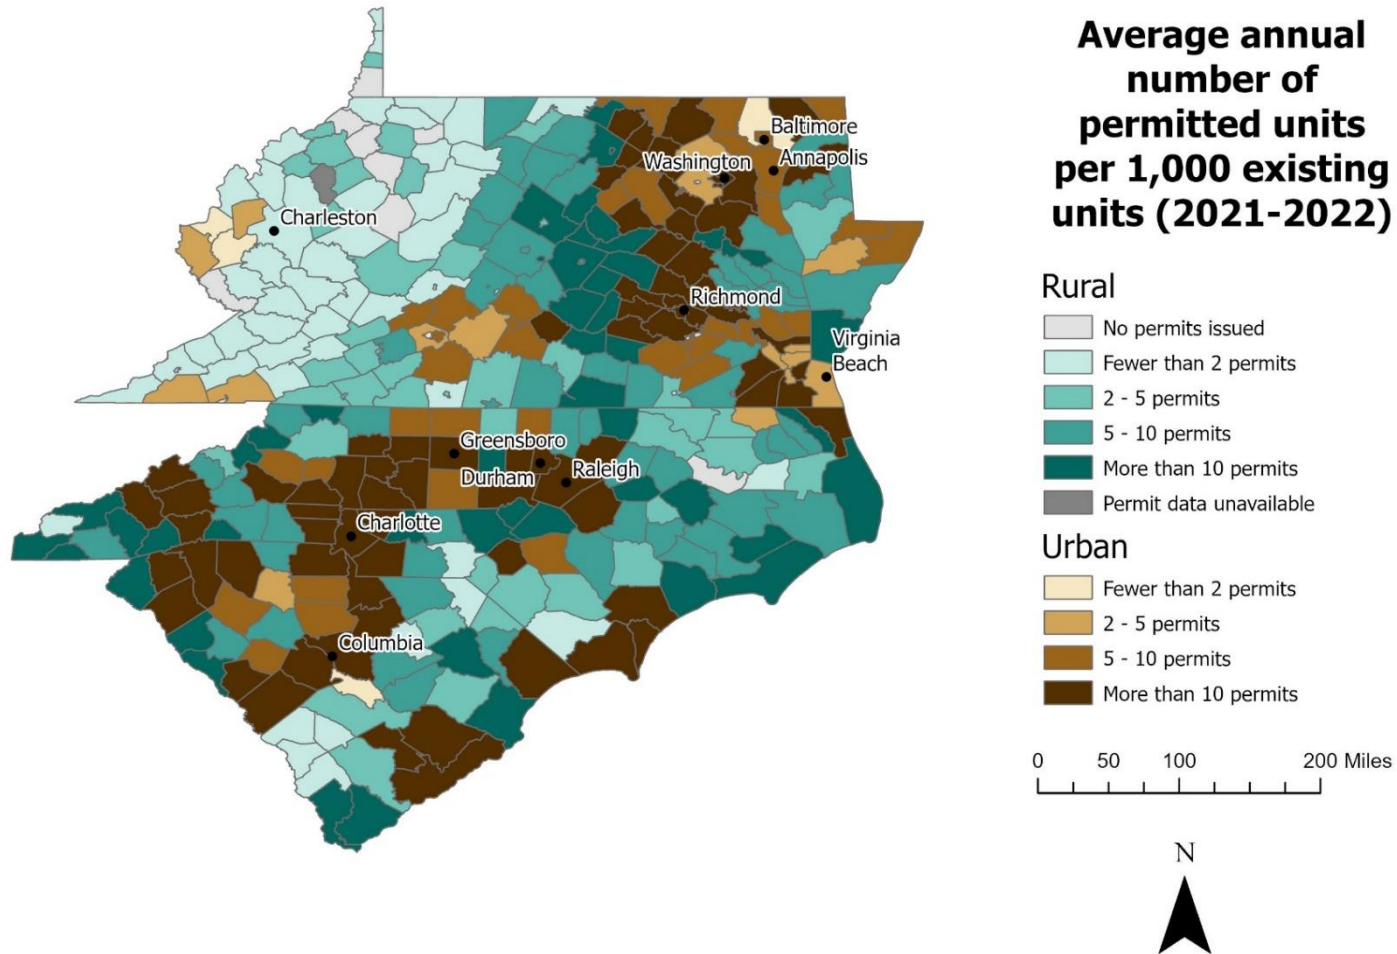 Average annual
number of
permitted units
per 1,000 existing
units (2021-2022)
Rural
No permits issued
Fewer than 2 permits
2 - 5 permits
5 - 10 permits
More than 10 permits
Permit data unavailable
Urban
Fewer than 2 permits
2 - 5 permits
5 - 10 permits
More than 10 permits
0 50 100 200 Miles
N
Baltimore
Washington
Annapolis
Charleston
Richmond
Virginia
Beach
Greensboro
Durham
Raleigh
Charlotte
Columbia